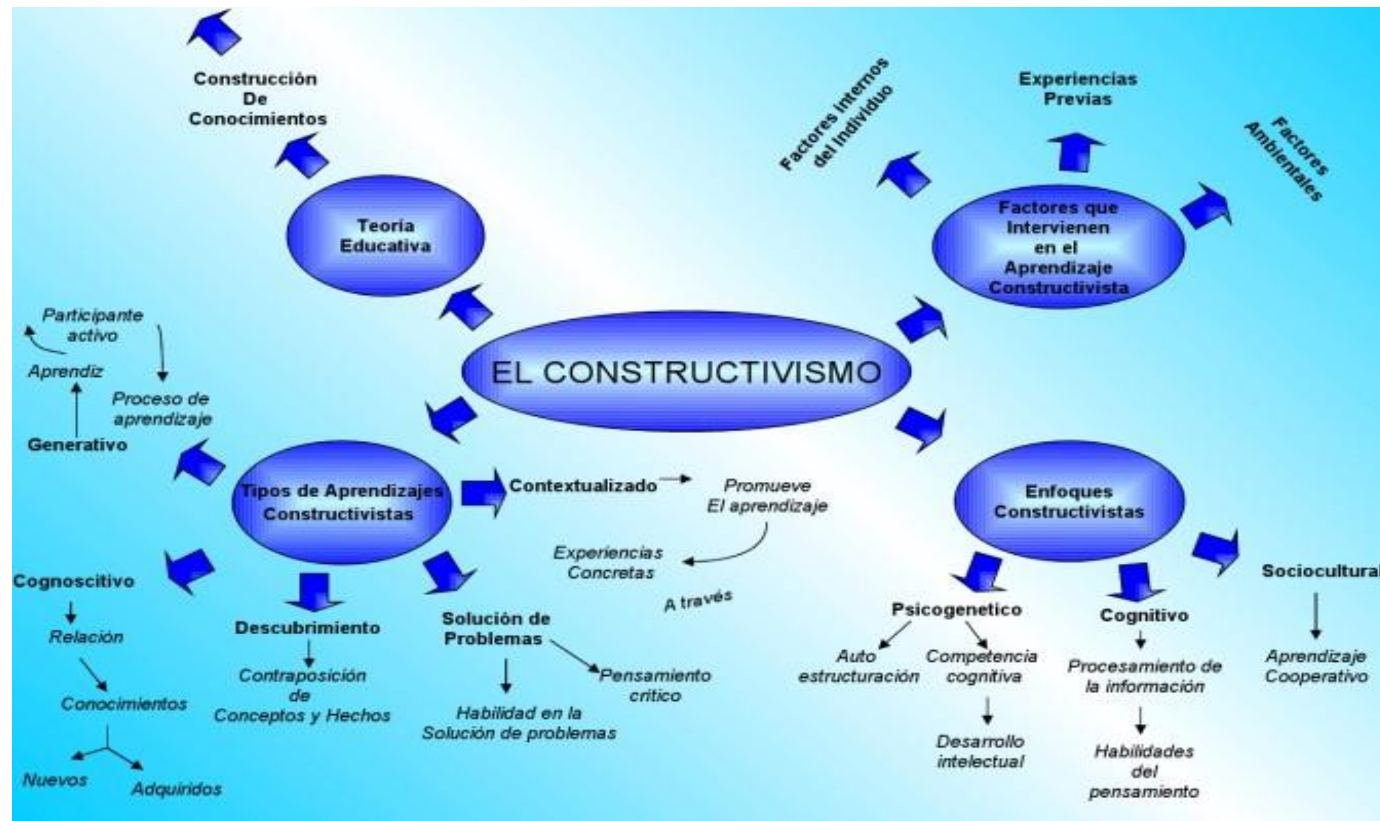 Construcción
De
Conocimientos
Teoría
Educativa
Factores internos
del Individuo
Experiencias
Previas
Factores
Ambientales
Factores que
Intervienen
en el
Aprendizaje
Constructivista
EL CONSTRUCTIVISMO
Participante
activo
Aprendiz
Proceso de
aprendizaje
Generativo
Tipos de Aprendizajes
Constructivistas
Contextualizado
Promueve
El aprendizaje
Experiencias
Concretas
A través
Cognoscitivo
Relación
Conocimientos
Nuevos
Adquiridos
Descubrimiento
Contraposición
de
Conceptos y Hechos
Solución de
Problemas
Pensamiento
critico
Habilidad en la
Solución de problemas
Enfoques
Constructivistas
Psicogenetico
Auto
estructuración
Competencia
cognitiva
Desarrollo
intelectual
Cognitivo
Procesamiento de
la información
Habilidades
del
pensamiento
Sociocultural
Aprendizaje
Cooperativo